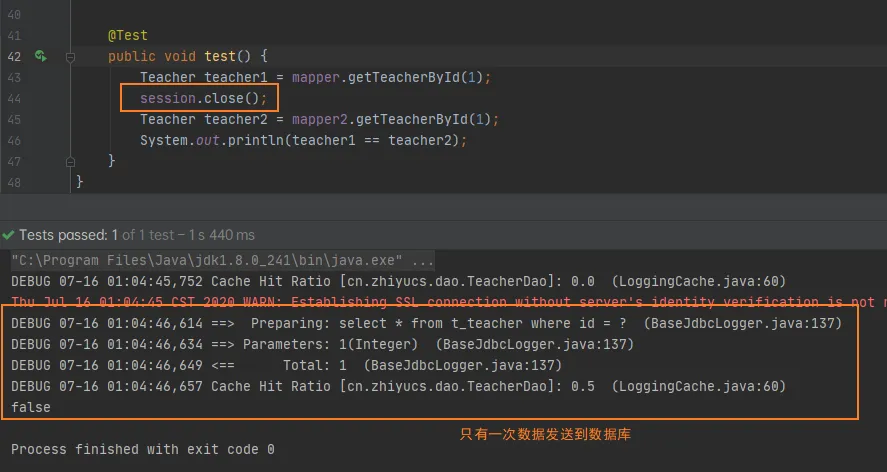 40
41 @Test
42 public void test() {
43 Teacher teacher1 = mapper.getTeacherById(1);
44 session.close();
45 Teacher teacher2 = mapper2.getTeacherById(1);
46 System.out.println(teacher1 == teacher2);
47 }
48 }
Tests passed: 1 of 1 test – 1 s 440 ms
"C:\Program Files\Java\jdk1.8.0_241\bin\java.exe" ...
DEBUG 07-16 01:04:45,752 Cache Hit Ratio [cn.zhiyucs.dao.TeacherDao]: 0.0  (LoggingCache.java:60)
Thu Jul 16 01:04:45 CST 2020 WARN: Establishing SSL connection without server's identity verification is not
DEBUG 07-16 01:04:46,614 ==>  Preparing: select * from t_teacher where id = ?  (BaseJdbcLogger.java:137)
DEBUG 07-16 01:04:46,634 ==> Parameters: 1(Integer)  (BaseJdbcLogger.java:137)
DEBUG 07-16 01:04:46,649 <==      Total: 1  (BaseJdbcLogger.java:137)
DEBUG 07-16 01:04:46,657 Cache Hit Ratio [cn.zhiyucs.dao.TeacherDao]: 0.5  (LoggingCache.java:60)
false
只有一次数据发送到数据库
Process finished with exit code 0